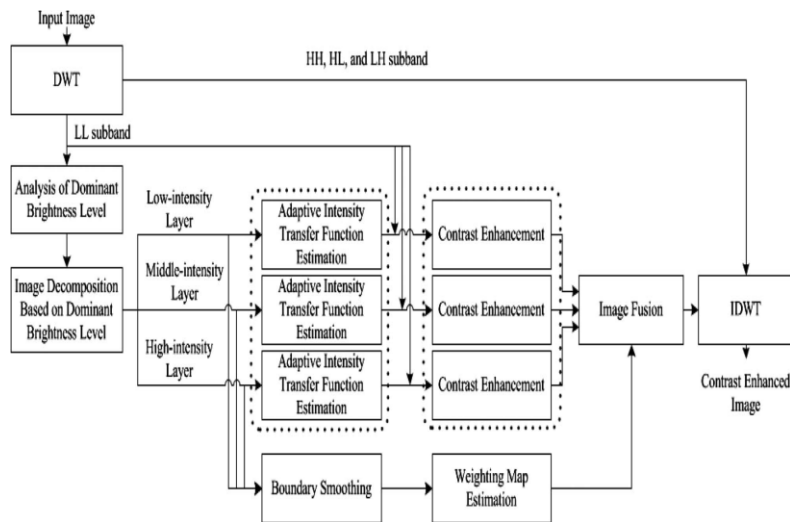 Input Image
DWT
HH, HL, and LH subband
LL subband
Analysis of Dominant
Brightness Level
Image Decomposition
Based on Dominant
Brightness Level
Low-intensity
Layer
Middle-intensity
Layer
High-intensity
Layer
Adaptive Intensity
Transfer Function
Estimation
Adaptive Intensity
Transfer Function
Estimation
Adaptive Intensity
Transfer Function
Estimation
Contrast Enhancement
Contrast Enhancement
Contrast Enhancement
Image Fusion
IDWT
Contrast Enhanced
Image
Boundary Smoothing
Weighting Map
Estimation